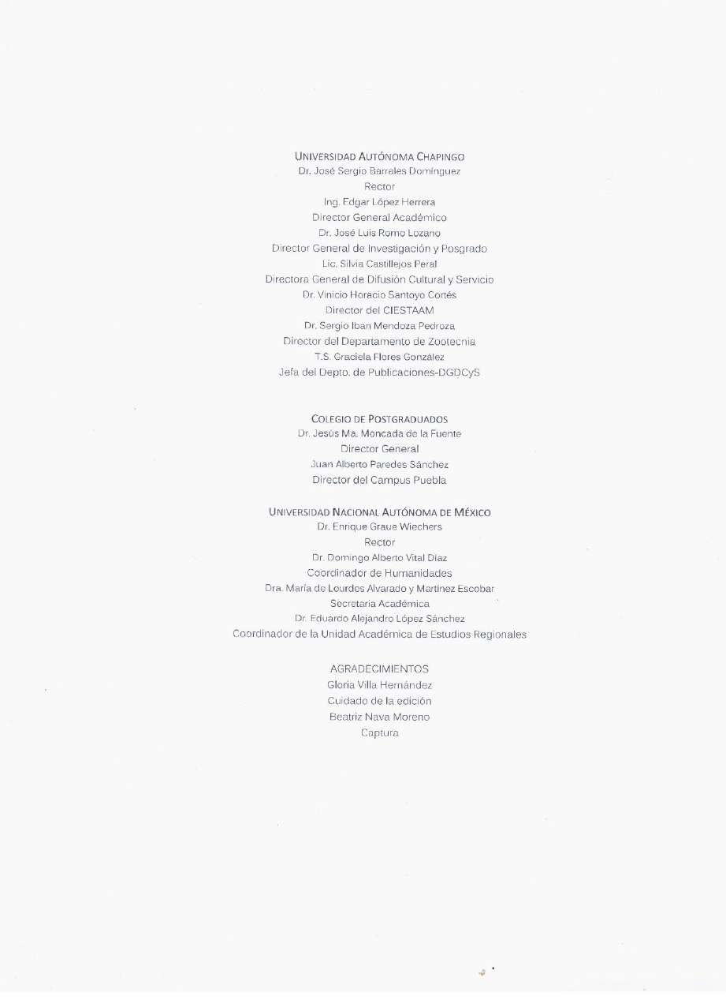 UNIVERSIDAD AUTÓNOMA CHAPINGO
Dr. José Sergio Barrales Domínguez
Rector
Ing. Edgar López Herrera
Director General Académico
Dr. José Luis Romo Lozano
Director General de Investigación y Posgrado
Lic. Silvia Castillejos Peral
Directora General de Difusión Cultural y Servicio
Dr. Vinicio Horacio Santoyo Cortés
Director del CIESTAAM
Dr. Sergio Iban Mendoza Pedroza
Director del Departamento de Zootecnia
T.S. Graciela Flores González
Jefa del Depto. de Publicaciones-DGDCyS
COLEGIO DE POSTGRADUADOS
Dr. Jesús Ma. Moncada de la Fuente
Director General
Juan Alberto Paredes Sánchez
Director del Campus Puebla
UNIVERSIDAD NACIONAL AUTÓNOMA DE MÉXICO
Dr. Enrique Graue Wiechers
Rector
Dr. Domingo Alberto Vital Díaz
Coordinador de Humanidades
Dra. María de Lourdes Alvarado y Martínez Escobar
Secretaria Académica
Dr. Eduardo Alejandro López Sánchez
Coordinador de la Unidad Académica de Estudios Regionales
AGRADECIMIENTOS
Gloria Villa Hernández
Cuidado de la edición
Beatriz Nava Moreno
Captura